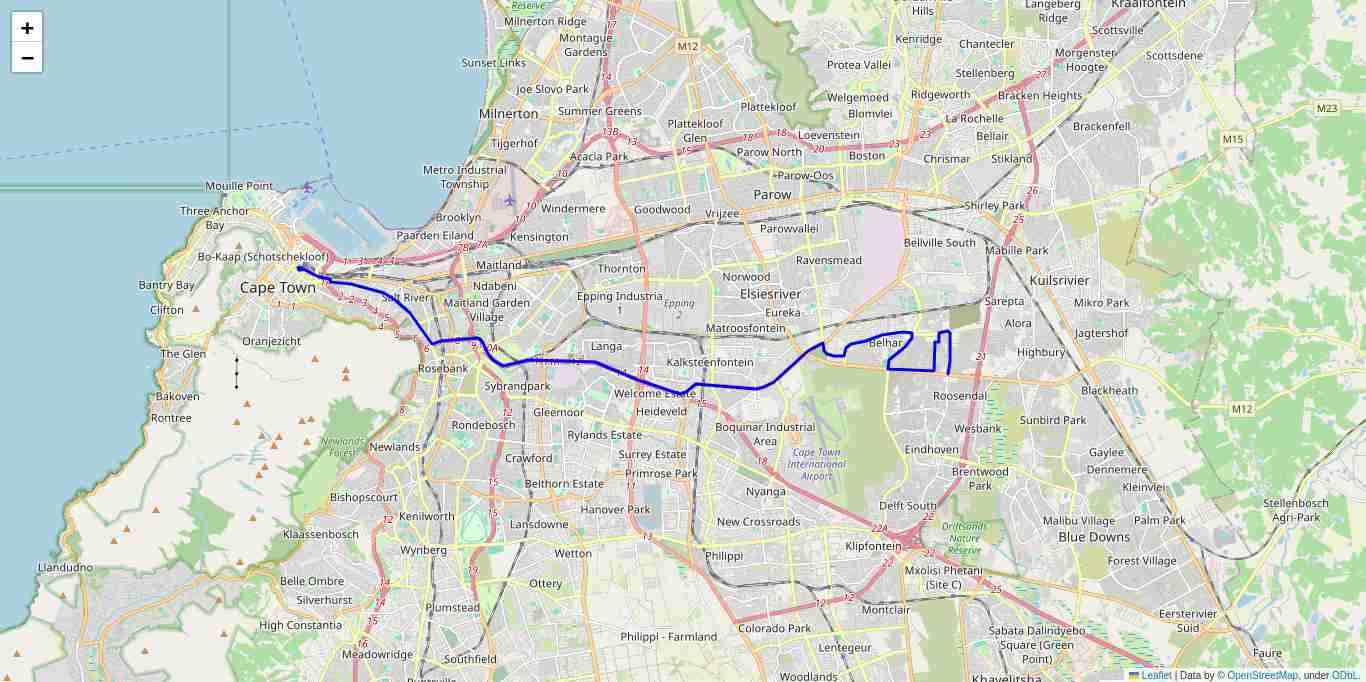 +
−
Reserve
Milnerton Ridge
Montague
Gardens
Sunset Links
Joe Slovo Park
Milnerton
Summer Greens
Tijgerhof
Acacia Park
Metro Industrial
Township
Brooklyn
Windermere
Paarden Eiland
Kensington
Mouille Point
Three Anchor
Bay
Bo-Kaap (Schotschekloof)
Bantry Bay
Cape Town
Clifton
Oranjezicht
The Glen
Bakoven
Rontree
Llandudno
M12
Hills
Kenridge
Langeberg
Ridge
Kraaifontein
Scottsville
Chantecler
Morgenster
Hoogte
Scottsdene
Protea Vallei
Stellenberg
Welgemoed
Ridgeworth
Bracken Heights
Plattekloof
Blomvlei
M23
Plattekloof
Glen
La Rochelle
Brackenfell
Loevenstein
Bellair
M15
Parow North
Boston
Chrismar
Stikland
Parow-Oos
Parow
Goodwood
Vrijzee
Shirley Park
Parowvallei
Bellville South
Mabille Park
Maitland
Thornton
Ravensmead
Ndabeni
Norwood
Kuilsrivier
Salt River
Maitland Garden
Village
Epping Industria
1
Epping
2
Elsiesriver
Sarepta
Mikro Park
Eureka
Matroosfontein
Alora
Jagtershof
Langa
Belhar
Highbury
Kalksteenfontein
Rosebank
Sybrandpark
Welcome Estate
Roosendal
Blackheath
Gleemoor
Heideveld
M12
Rondebosch
Boquinar Industrial
Area
Sunbird Park
Rylands Estate
Wesbank
Newlands
Forest
Newlands
Crawford
Surrey Estate
Cape Town
International
Airport
Eindhoven
Gaylee
Primrose Park
Brentwood
Park
Dennemere
Belthorn Estate
Nyanga
Kleinvlei
Bishopscourt
Hanover Park
Delft South
Stellenbosch
Agri-Park
Kenilworth
Lansdowne
New Crossroads
Malibu Village
Palm Park
Klaassenbosch
Driftsands
Nature
Reserve
Blue Downs
Wynberg
Wetton
Philippi
Klipfontein
Forest Village
Belle Ombre
Ottery
Mxolisi Phetani
(Site C)
Silverhurst
Plumstead
Montclair
Eersterivier
Suid
High Constantia
Philippi - Farmland
Colorado Park
Sabata Dalindyebo
Square (Green
Point)
Meadowridge
Southfield
Lentegeur
Faure
Woodlands
Khayelitsha
Leaflet | Data by © OpenStreetMap, under ODbL.